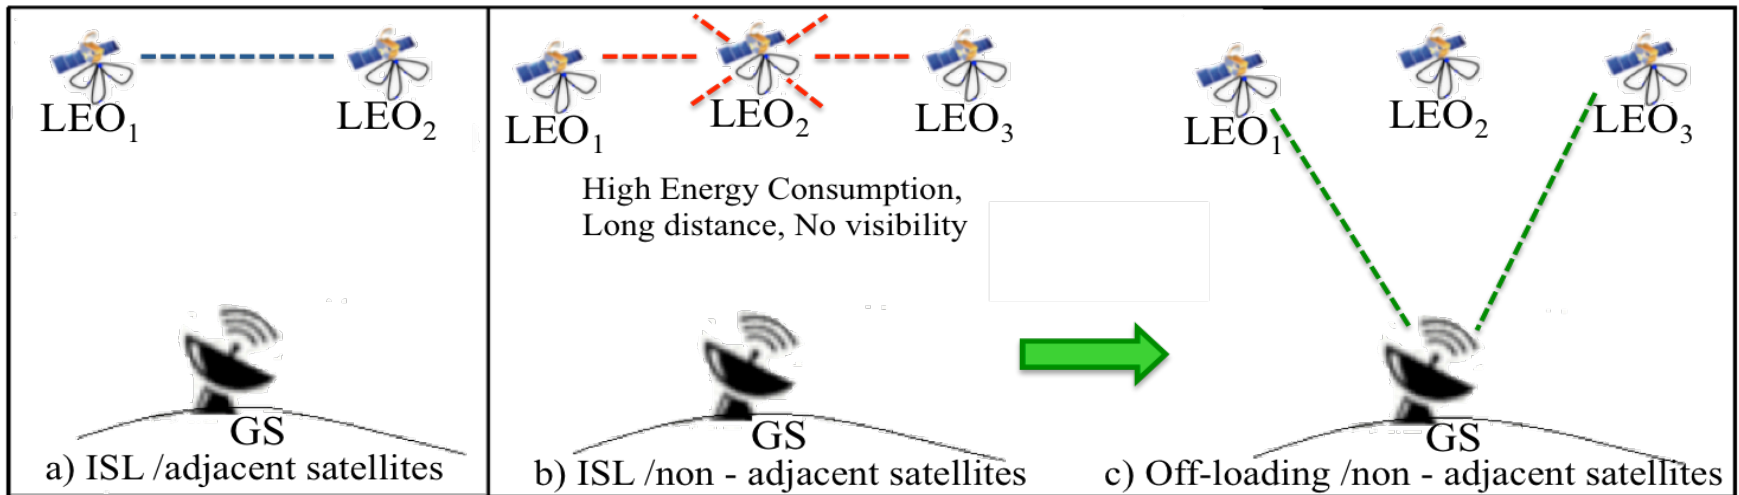 LEO₁
LEO₂
GS
a) ISL /adjacent satellites
LEO₁
LEO₂
LEO₃
High Energy Consumption,
Long distance, No visibility
GS
b) ISL /non - adjacent satellites
LEO₁
LEO₂
LEO₃
GS
c) Off-loading /non - adjacent satellites